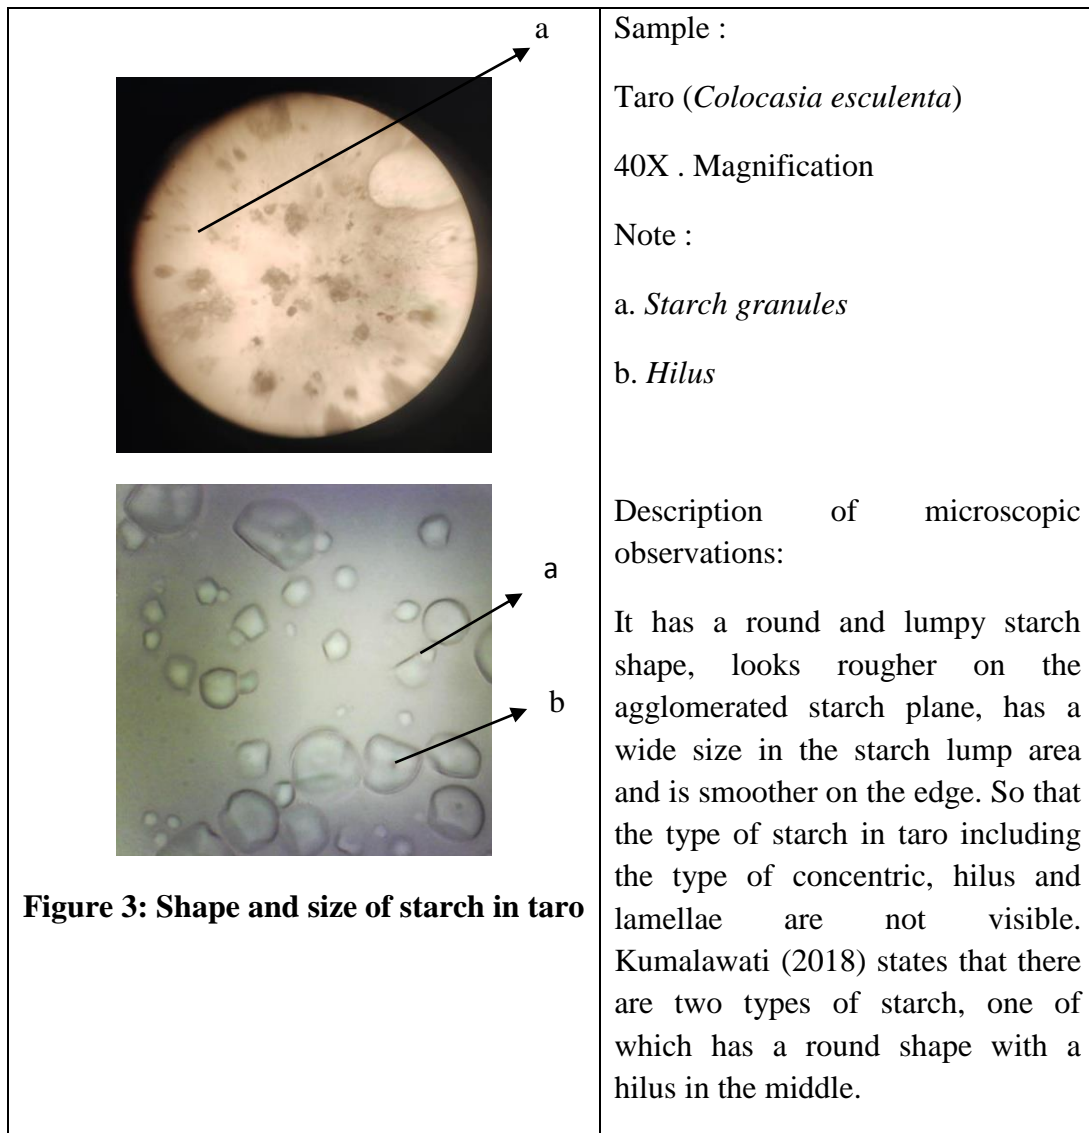 a
a
b
Figure 3: Shape and size of starch in taro
Sample :
Taro (Colocasia esculenta)
40X . Magnification
Note :
a. Starch granules
b. Hilus
Description of microscopic
observations:
It has a round and lumpy starch
shape, looks rougher on the
agglomerated starch plane, has a
wide size in the starch lump area
and is smoother on the edge. So that
the type of starch in taro including
the type of concentric, hilus and
lamellae are not visible.
Kumalawati (2018) states that there
are two types of starch, one of
which has a round shape with a
hilus in the middle.